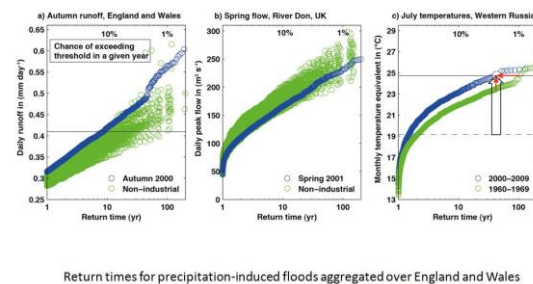 a) Autumn runoff, England and Wales
10% 1%
Chance of exceeding
threshold in a given year
Daily runoff in (mm day⁻¹)
0.65
0.6
0.55
0.5
0.45
0.4
0.35
0.3
0.25
Autumn 2000
Non-industrial
1 10 100
Return time (yr)
b) Spring flow, River Don, UK
10% 1%
Daily peak flow in (m³ s⁻¹)
350
300
250
200
150
100
50
0
Spring 2001
Non-industrial
1 10 100
Return time (yr)
c) July temperatures, Western Russia
10% 1%
Monthly temperature equivalent in (°C)
29
27
25
23
21
19
17
15
13
2000–2009
1960–1969
1 10 100
Return time (yr)
Return times for precipitation-induced floods aggregated over England and Wales